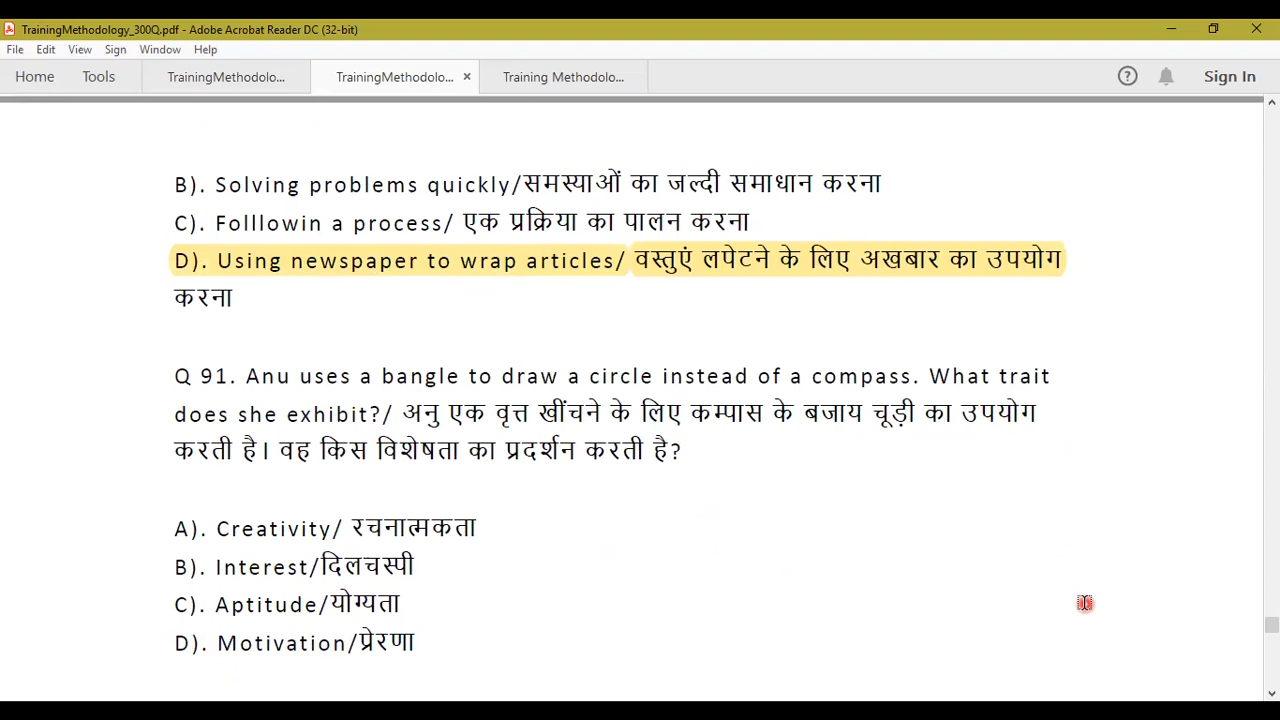 TrainingMethodology_300Q.pdf - Adobe Acrobat Reader DC (32-bit)
File Edit View Sign Window Help
Home Tools TrainingMethodolo... TrainingMethodolo... × Training Methodolo... ? Sign In
B). Solving problems quickly/समस्याओं का जल्दी समाधान करना
C). Folllowin a process/ एक प्रक्रिया का पालन करना
D). Using newspaper to wrap articles/ वस्तुएं लपेटने के लिए अखबार का उपयोग
करना
Q 91. Anu uses a bangle to draw a circle instead of a compass. What trait
does she exhibit?/ अनु एक वृत्त खींचने के लिए कम्पास के बजाय चूड़ी का उपयोग
करती है। वह किस विशेषता का प्रदर्शन करती है?
A). Creativity/ रचनात्मकता
B). Interest/दिलचस्पी
C). Aptitude/योग्यता
D). Motivation/प्रेरणा